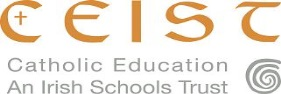 CEIST
Catholic Education
An Irish Schools Trust